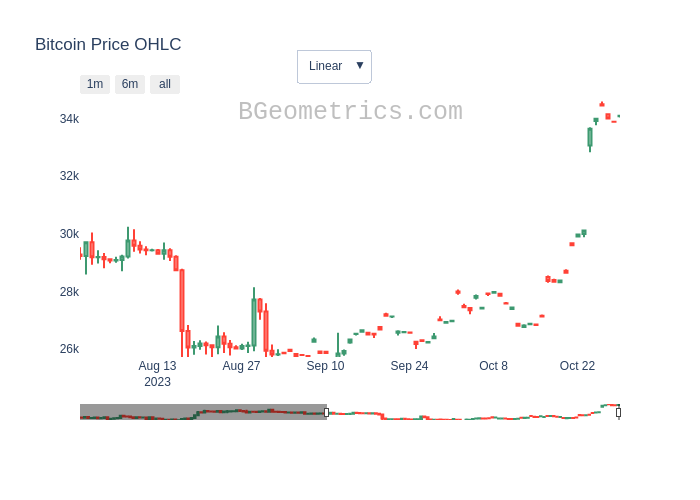 Bitcoin Price OHLC
Linear ▼
1m 6m all
BGeometrics.com
34k
32k
30k
28k
26k
Aug 13 Aug 27 Sep 10 Sep 24 Oct 8 Oct 22
2023